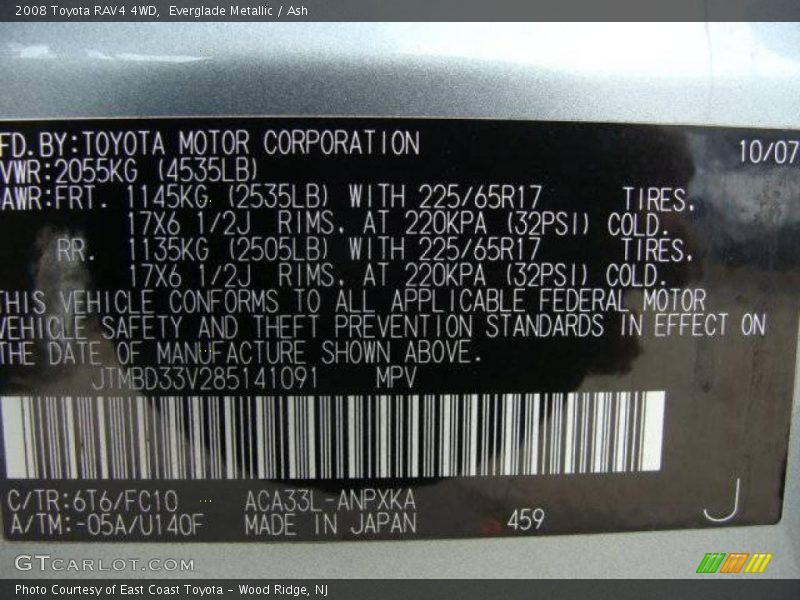 2008 Toyota RAV4 4WD,  Everglade Metallic / Ash
FD.BY:TOYOTA MOTOR CORPORATION 10/07
VWR:2055KG (4535LB)
AWR:FRT. 1145KG (2535LB) WITH 225/65R17 TIRES,
17X6 1/2J RIMS, AT 220KPA (32PSI) COLD.
RR. 1135KG (2505LB) WITH 225/65R17 TIRES,
17X6 1/2J RIMS, AT 220KPA (32PSI) COLD.
THIS VEHICLE CONFORMS TO ALL APPLICABLE FEDERAL MOTOR
VEHICLE SAFETY AND THEFT PREVENTION STANDARDS IN EFFECT ON
THE DATE OF MANUFACTURE SHOWN ABOVE.
JTMBD33V285141091 MPV
C/TR:6T6/FC10 ACA33L-ANPXKA
A/TM:-05A/U140F MADE IN JAPAN 459 J
GTCARLOT.COM
Photo Courtesy of East Coast Toyota – Wood Ridge, NJ